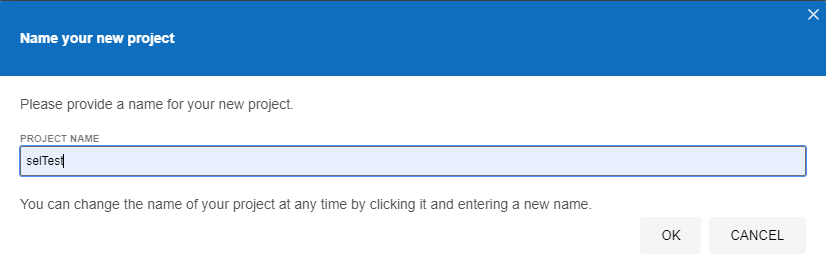 Name your new project
Please provide a name for your new project.
PROJECT NAME
selTest
You can change the name of your project at any time by clicking it and entering a new name.
OK CANCEL